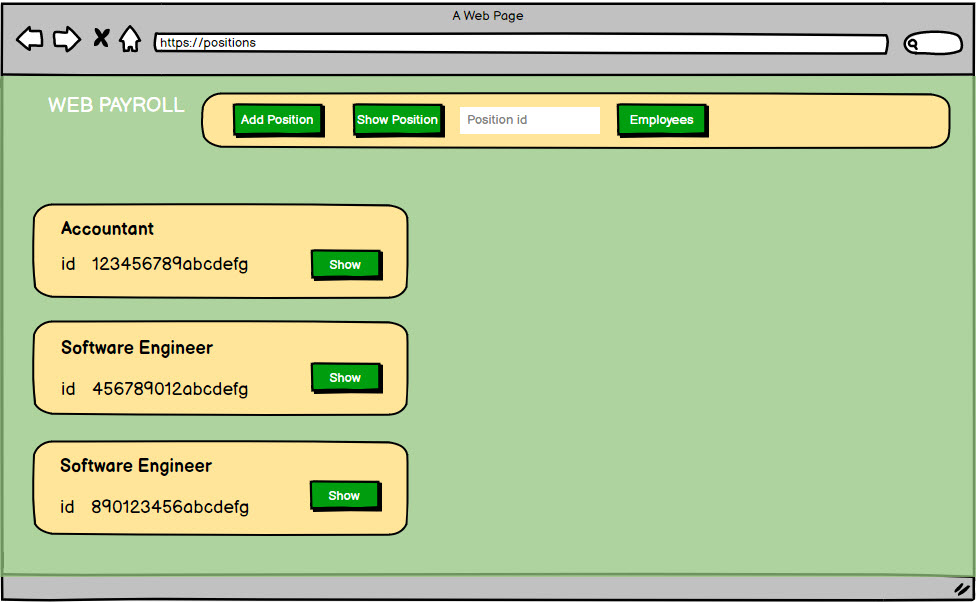 A Web Page
https://positions
WEB PAYROLL
Add Position
Show Position
Position id
Employees
Accountant
id 123456789abcdefg
Show
Software Engineer
id 456789012abcdefg
Show
Software Engineer
id 890123456abcdefg
Show